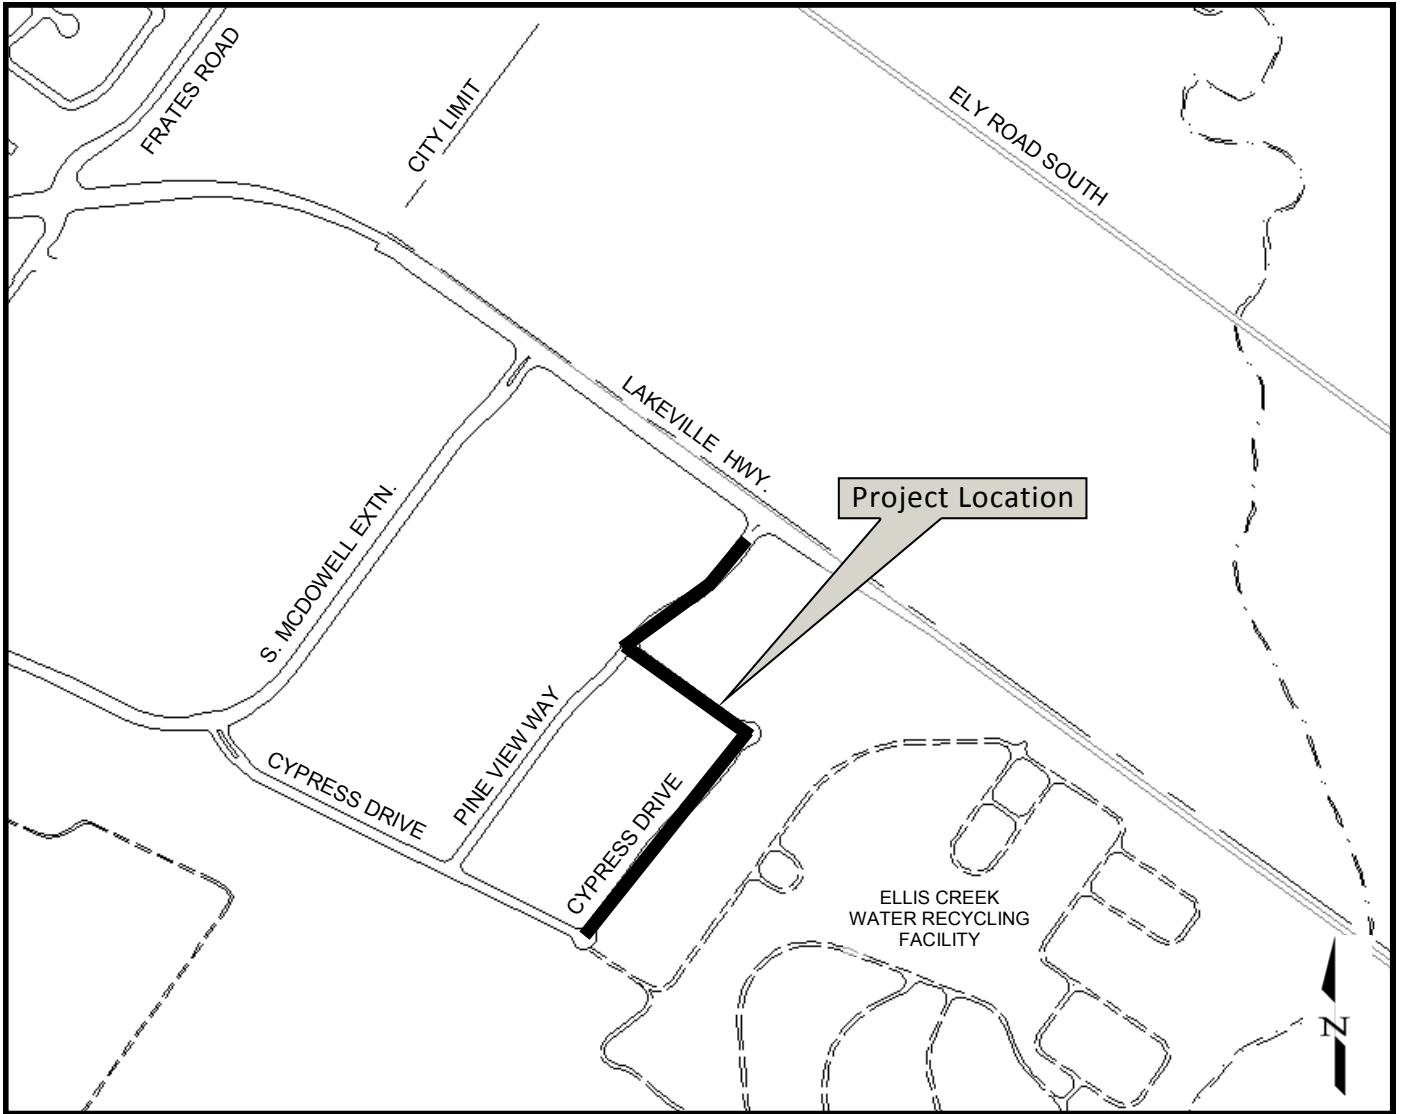 FRATES ROAD
CITY LIMIT
ELY ROAD SOUTH
LAKEVILLE HWY.
Project Location
S. MCDOWELL EXTN.
PINE VIEW WAY
CYPRESS DRIVE
CYPRESS DRIVE
ELLIS CREEK
WATER RECYCLING
FACILITY
N